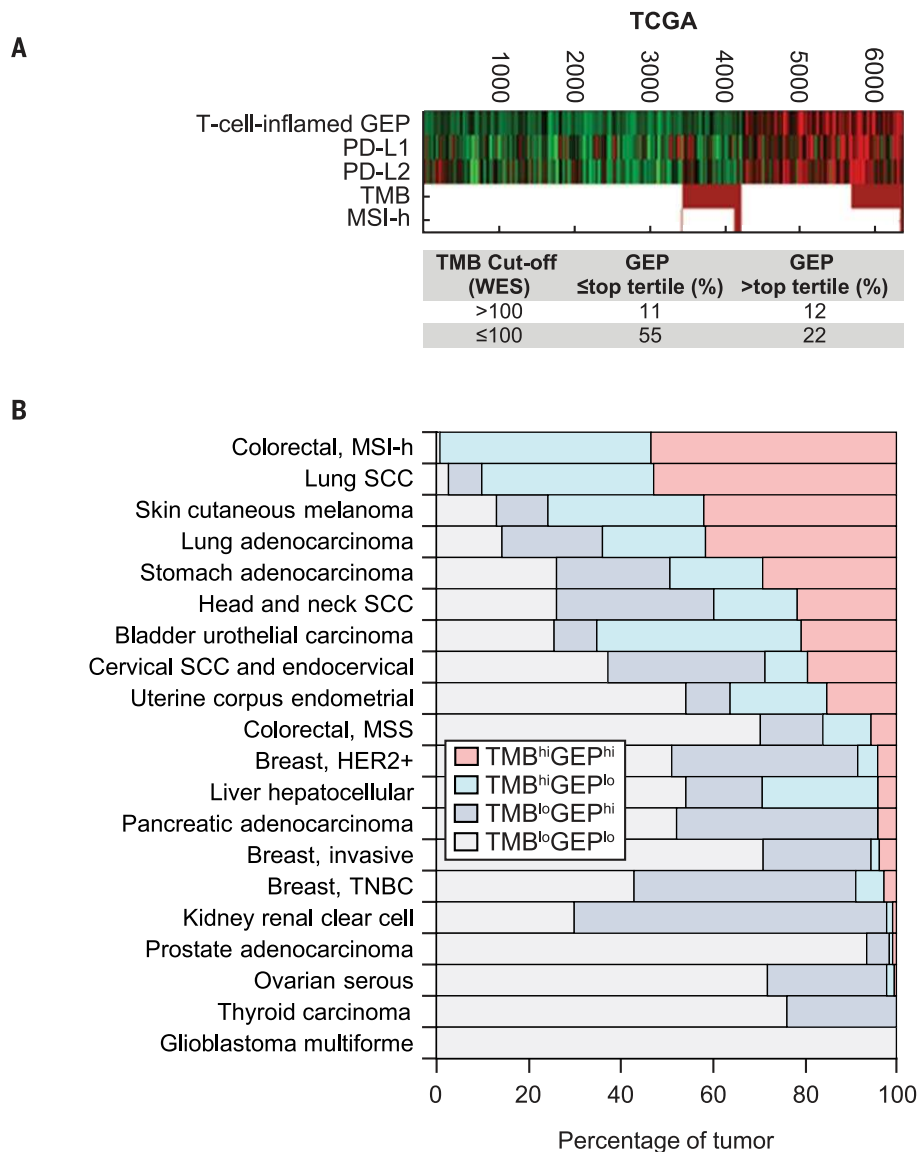 A
TCGA
1000 2000 3000 4000 5000 6000
T-cell-inflamed GEP
PD-L1
PD-L2
TMB
MSI-h
TMB Cut-off GEP GEP
(WES) ≤top tertile (%) >top tertile (%)
>100 11 12
≤100 55 22
B
Colorectal, MSI-h
Lung SCC
Skin cutaneous melanoma
Lung adenocarcinoma
Stomach adenocarcinoma
Head and neck SCC
Bladder urothelial carcinoma
Cervical SCC and endocervical
Uterine corpus endometrial
Colorectal, MSS
Breast, HER2+
Liver hepatocellular
Pancreatic adenocarcinoma
Breast, invasive
Breast, TNBC
Kidney renal clear cell
Prostate adenocarcinoma
Ovarian serous
Thyroid carcinoma
Glioblastoma multiforme
TMBhiGEPhi
TMBhiGEPlo
TMBloGEPhi
TMBloGEPlo
0 20 40 60 80 100
Percentage of tumor